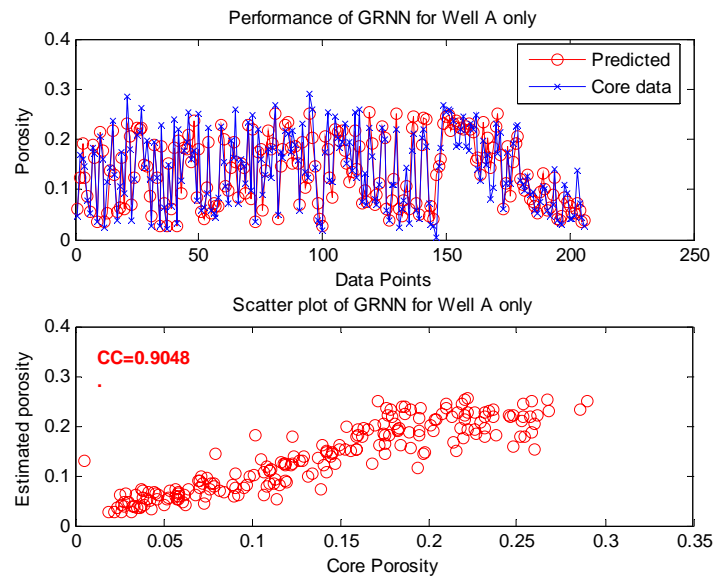 Performance of GRNN for Well A only
0.4
0.3
0.2
0.1
0
Porosity
Predicted
Core data
0 50 100 150 200 250
Data Points
Scatter plot of GRNN for Well A only
0.4
0.3
0.2
0.1
0
Estimated porosity
CC=0.9048
0 0.05 0.1 0.15 0.2 0.25 0.3 0.35
Core Porosity